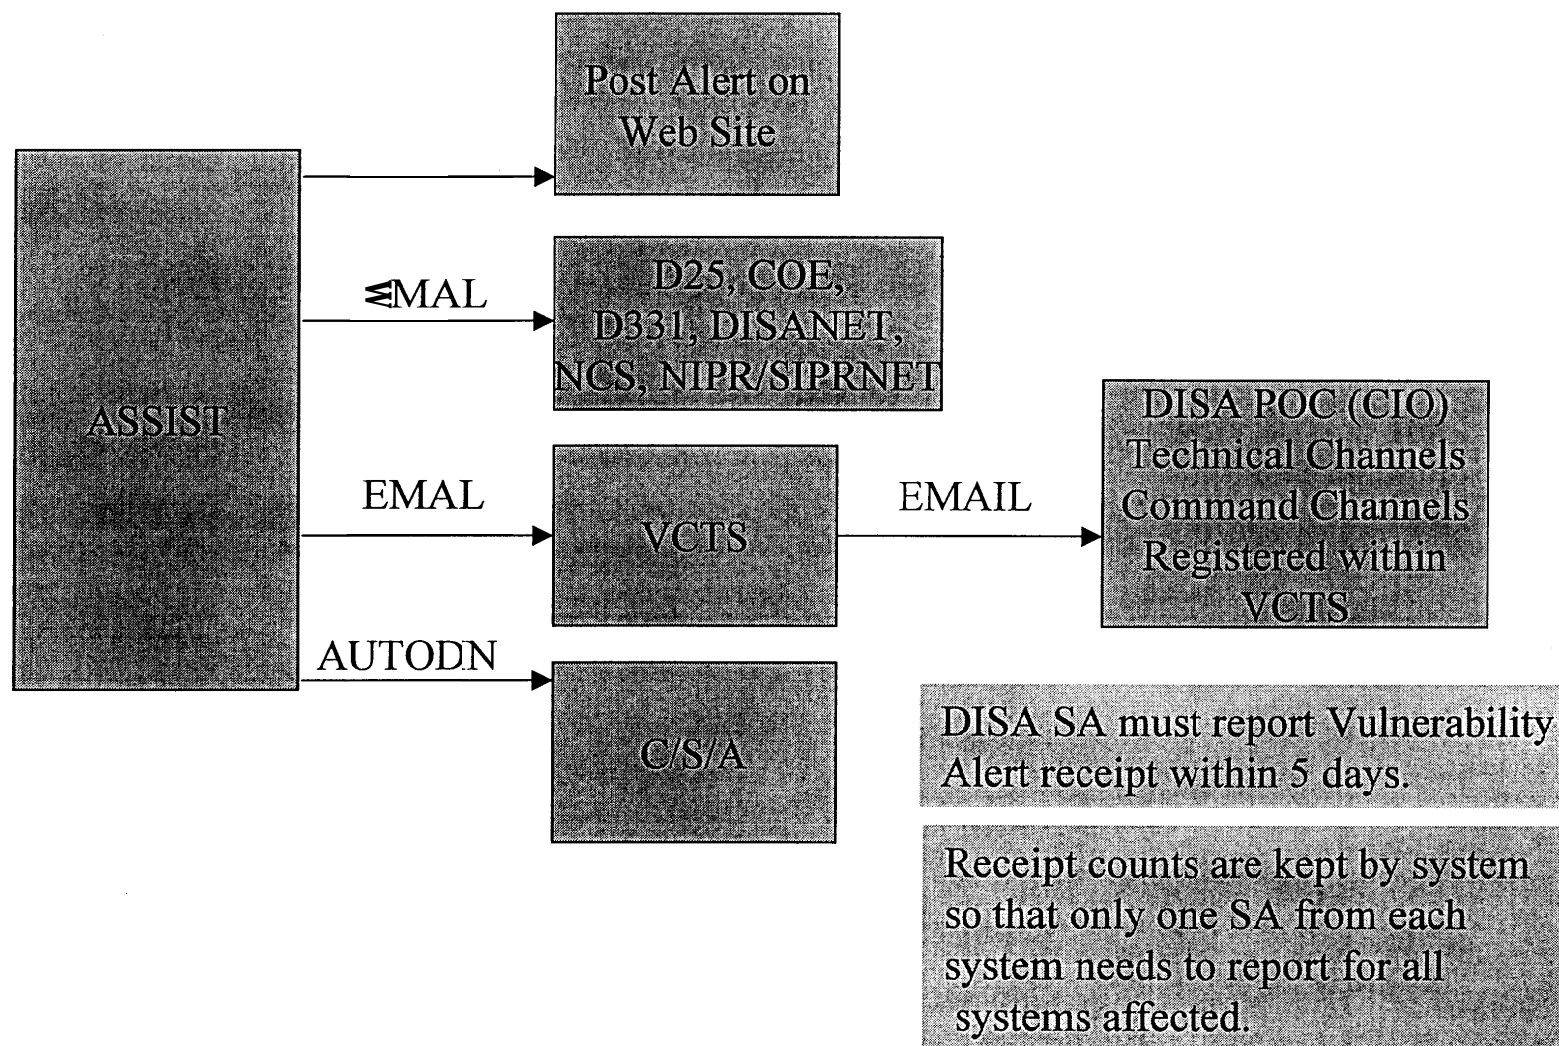 Post Alert on
Web Site
ASSIST
EMAL
D25, COE,
D331, DISANET,
NCS, NIPR/SIPRNET
EMAL
VCTS
EMAIL
DISA POC (CIO)
Technical Channels
Command Channels
Registered within
VCTS
AUTODN
C/S/A
DISA SA must report Vulnerability
Alert receipt within 5 days.
Receipt counts are kept by system
so that only one SA from each
system needs to report for all
systems affected.